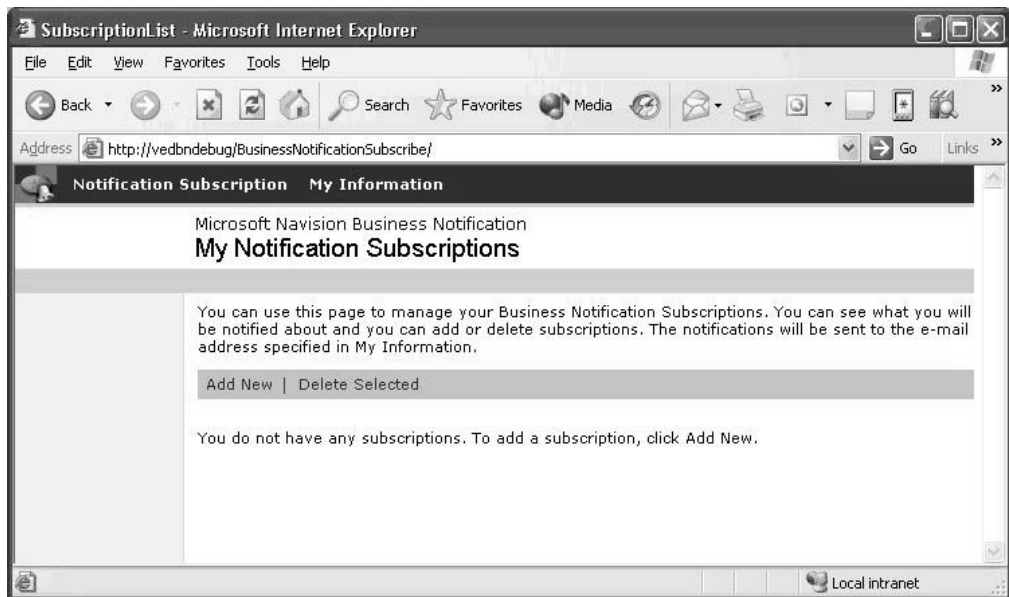 SubscriptionList - Microsoft Internet Explorer
File Edit View Favorites Tools Help
Back Search Favorites Media
Address http://vedbndebug/BusinessNotificationSubscribe/ Go Links
Notification Subscription My Information
Microsoft Navision Business Notification
My Notification Subscriptions
You can use this page to manage your Business Notification Subscriptions. You can see what you will
be notified about and you can add or delete subscriptions. The notifications will be sent to the e-mail
address specified in My Information.
Add New | Delete Selected
You do not have any subscriptions. To add a subscription, click Add New.
Local intranet